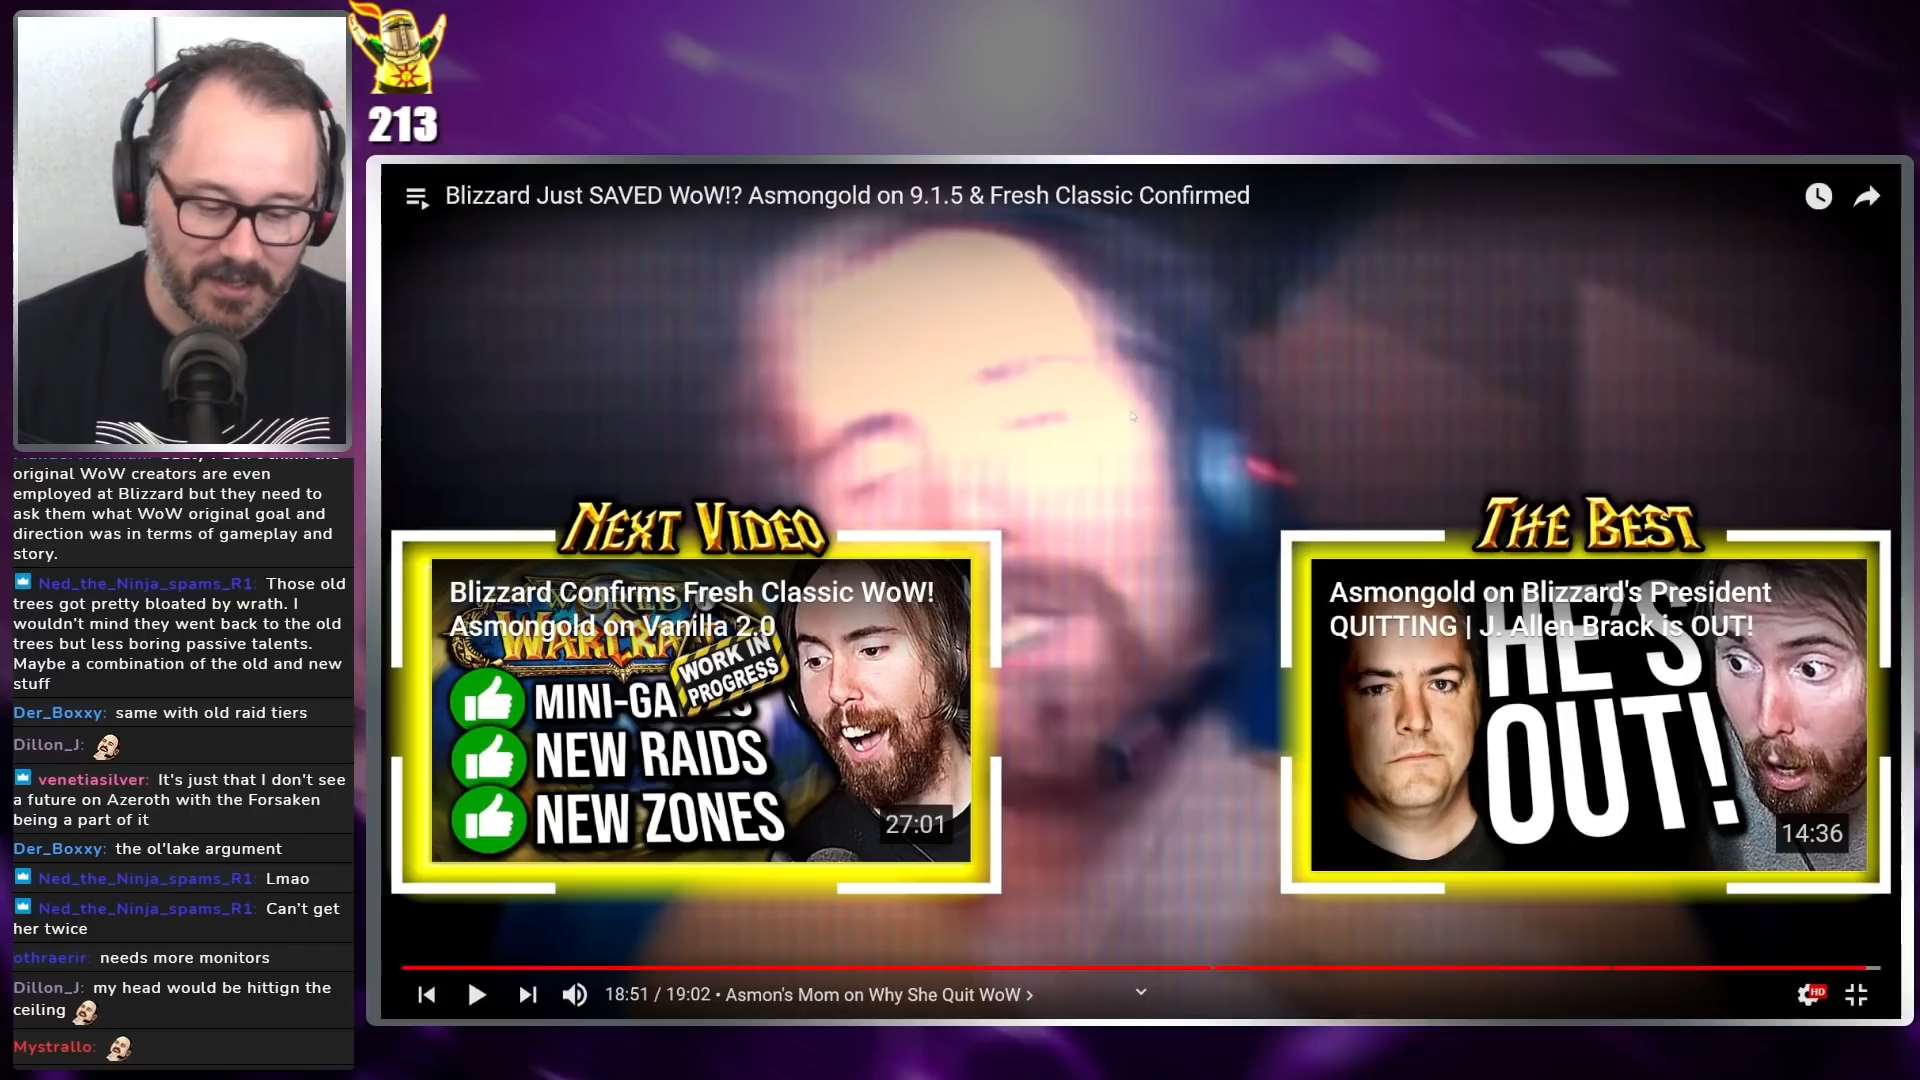 213
Blizzard Just SAVED WoW!? Asmongold on 9.1.5 & Fresh Classic Confirmed
original WoW creators are even
employed at Blizzard but they need to
ask them what WoW original goal and
direction was in terms of gameplay and
story.
Ned_the_Ninja_spams_R1: Those old
trees got pretty bloated by wrath. I
wouldn't mind they went back to the old
trees but less boring passive talents.
Maybe a combination of the old and new
stuff
Der_Boxxy: same with old raid tiers
Dillon_J:
venetiasilver: It's just that I don't see
a future on Azeroth with the Forsaken
being a part of it
Der_Boxxy: the ol'lake argument
Ned_the_Ninja_spams_R1: Lmao
Ned_the_Ninja_spams_R1: Can't get
her twice
othraerir: needs more monitors
Dillon_J: my head would be hittign the
ceiling
Mystrallo:
NEXT VIDEO
Blizzard Confirms Fresh Classic WoW!
Asmongold on Vanilla 2.0
WORLD
WARCRA
WORK IN
PROGRESS
MINI-GA
NEW RAIDS
NEW ZONES
27:01
THE BEST
Asmongold on Blizzard's President
QUITTING | J. Allen Brack is OUT!
HE'S
OUT!
14:36
18:51 / 19:02 • Asmon's Mom on Why She Quit WoW ›
HD